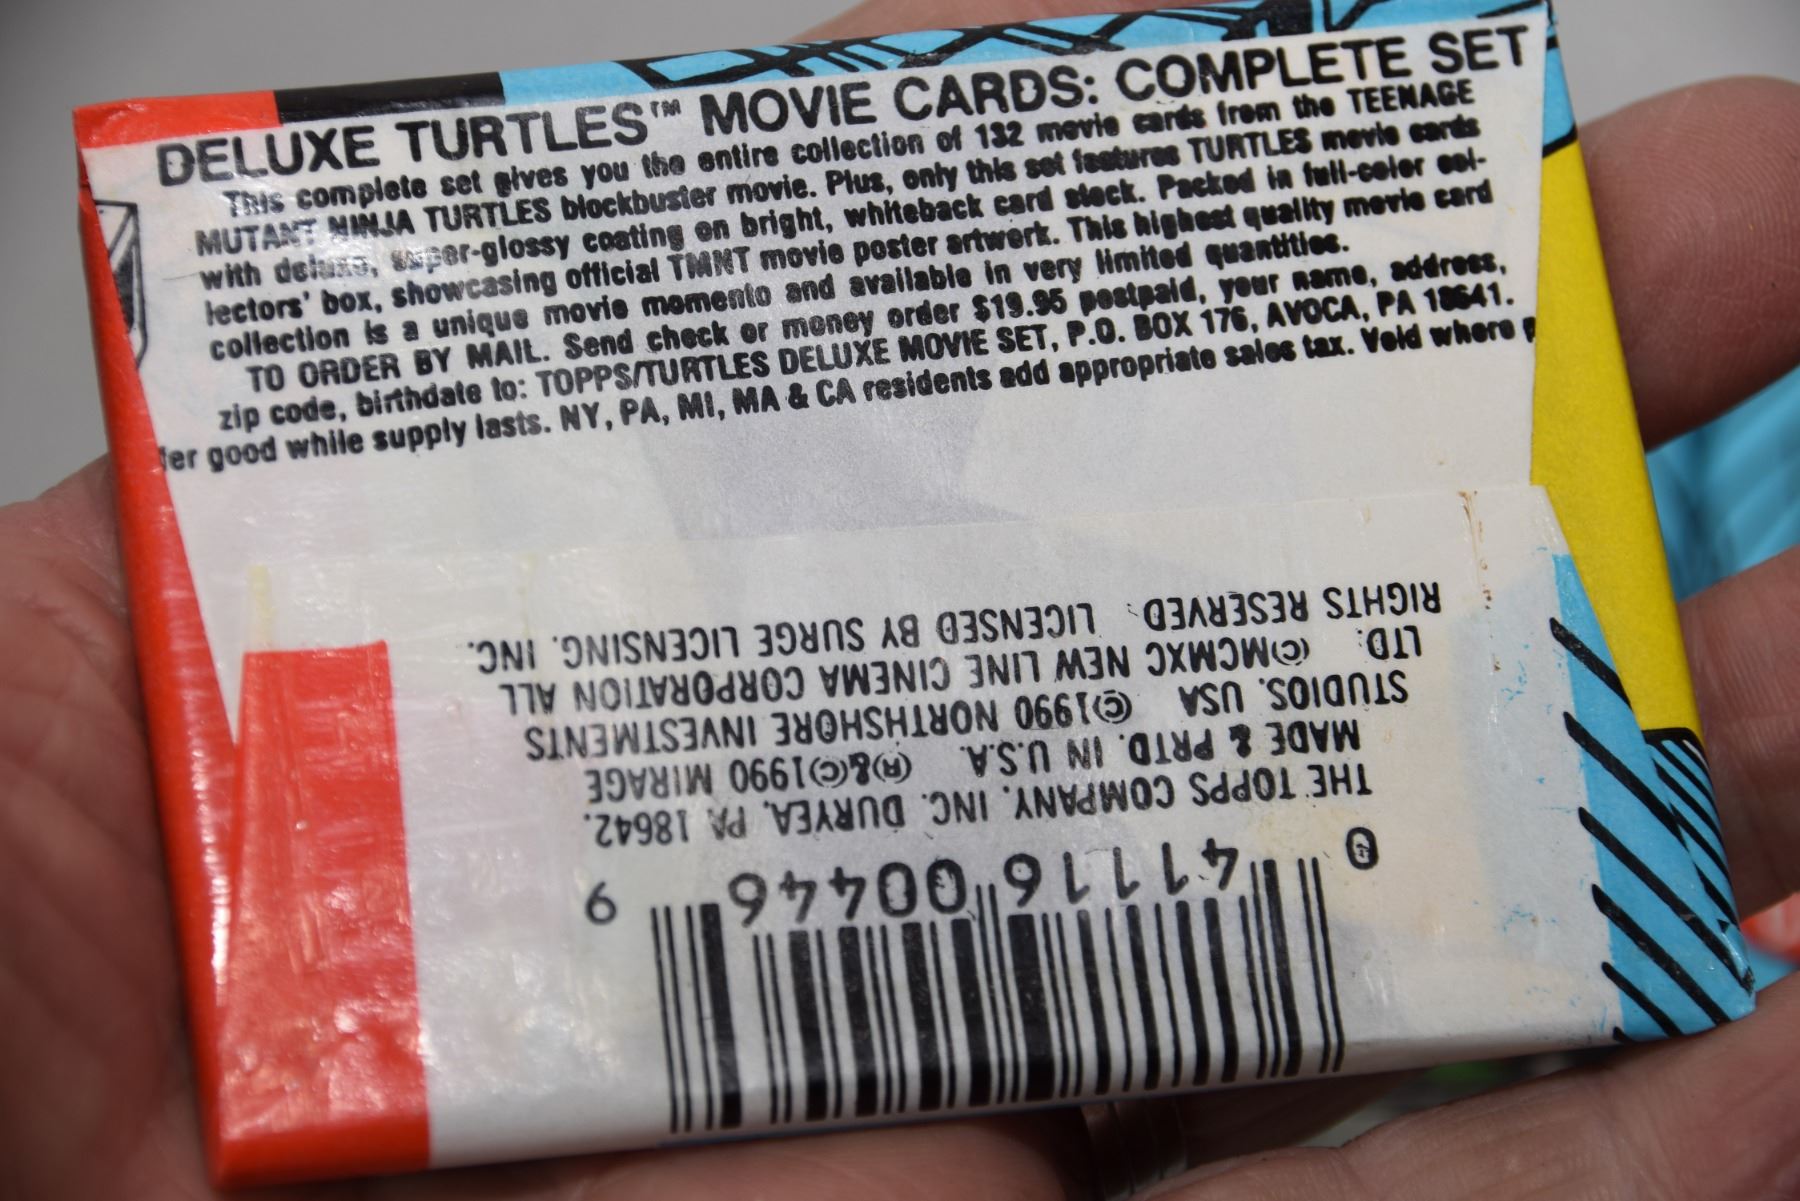 DELUXE TURTLES™ MOVIE CARDS: COMPLETE SET
This complete set gives you the entire collection of 132 movie cards from the TEENAGE
MUTANT NINJA TURTLES blockbuster movie. Plus, only this set features TURTLES movie cards
with deluxe, super-glossy coating on bright, whiteback card stock. Packed in full-color col-
lectors' box, showcasing official TMNT movie poster artwork. This highest quality movie card
collection is a unique movie momento and available in very limited quantities.
TO ORDER BY MAIL. Send check or money order $19.95 postpaid, your name, address,
zip code, birthdate to: TOPPS/TURTLES DELUXE MOVIE SET, P.O. BOX 176, AVOCA, PA 18641.
fer good while supply lasts. NY, PA, MI, MA & CA residents add appropriate sales tax. Void where p
0 41116 00446 9
THE TOPPS COMPANY, INC. DURYEA, PA 18642.
MADE & PRTD. IN U.S.A. ®&©1990 MIRAGE
STUDIOS, USA ©1990 NORTHSHORE INVESTMENTS
LTD. ©MCMXC NEW LINE CINEMA CORPORATION ALL
RIGHTS RESERVED LICENSED BY SURGE LICENSING, INC.